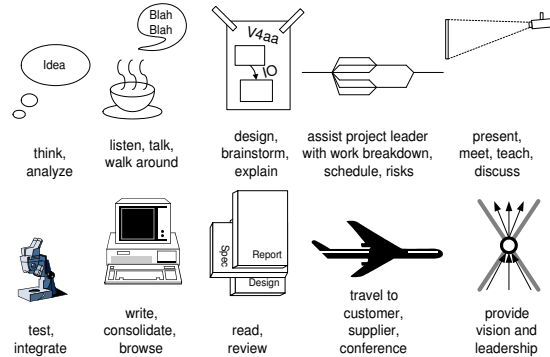 Blah
Blah
Idea
V4aa
IO
think,
analyze
listen, talk,
walk around
design,
brainstorm,
explain
assist project leader
with work breakdown,
schedule, risks
present,
meet, teach,
discuss
Spec
Report
Design
test,
integrate
write,
consolidate,
browse
read,
review
travel to
customer,
supplier,
conference
provide
vision and
leadership